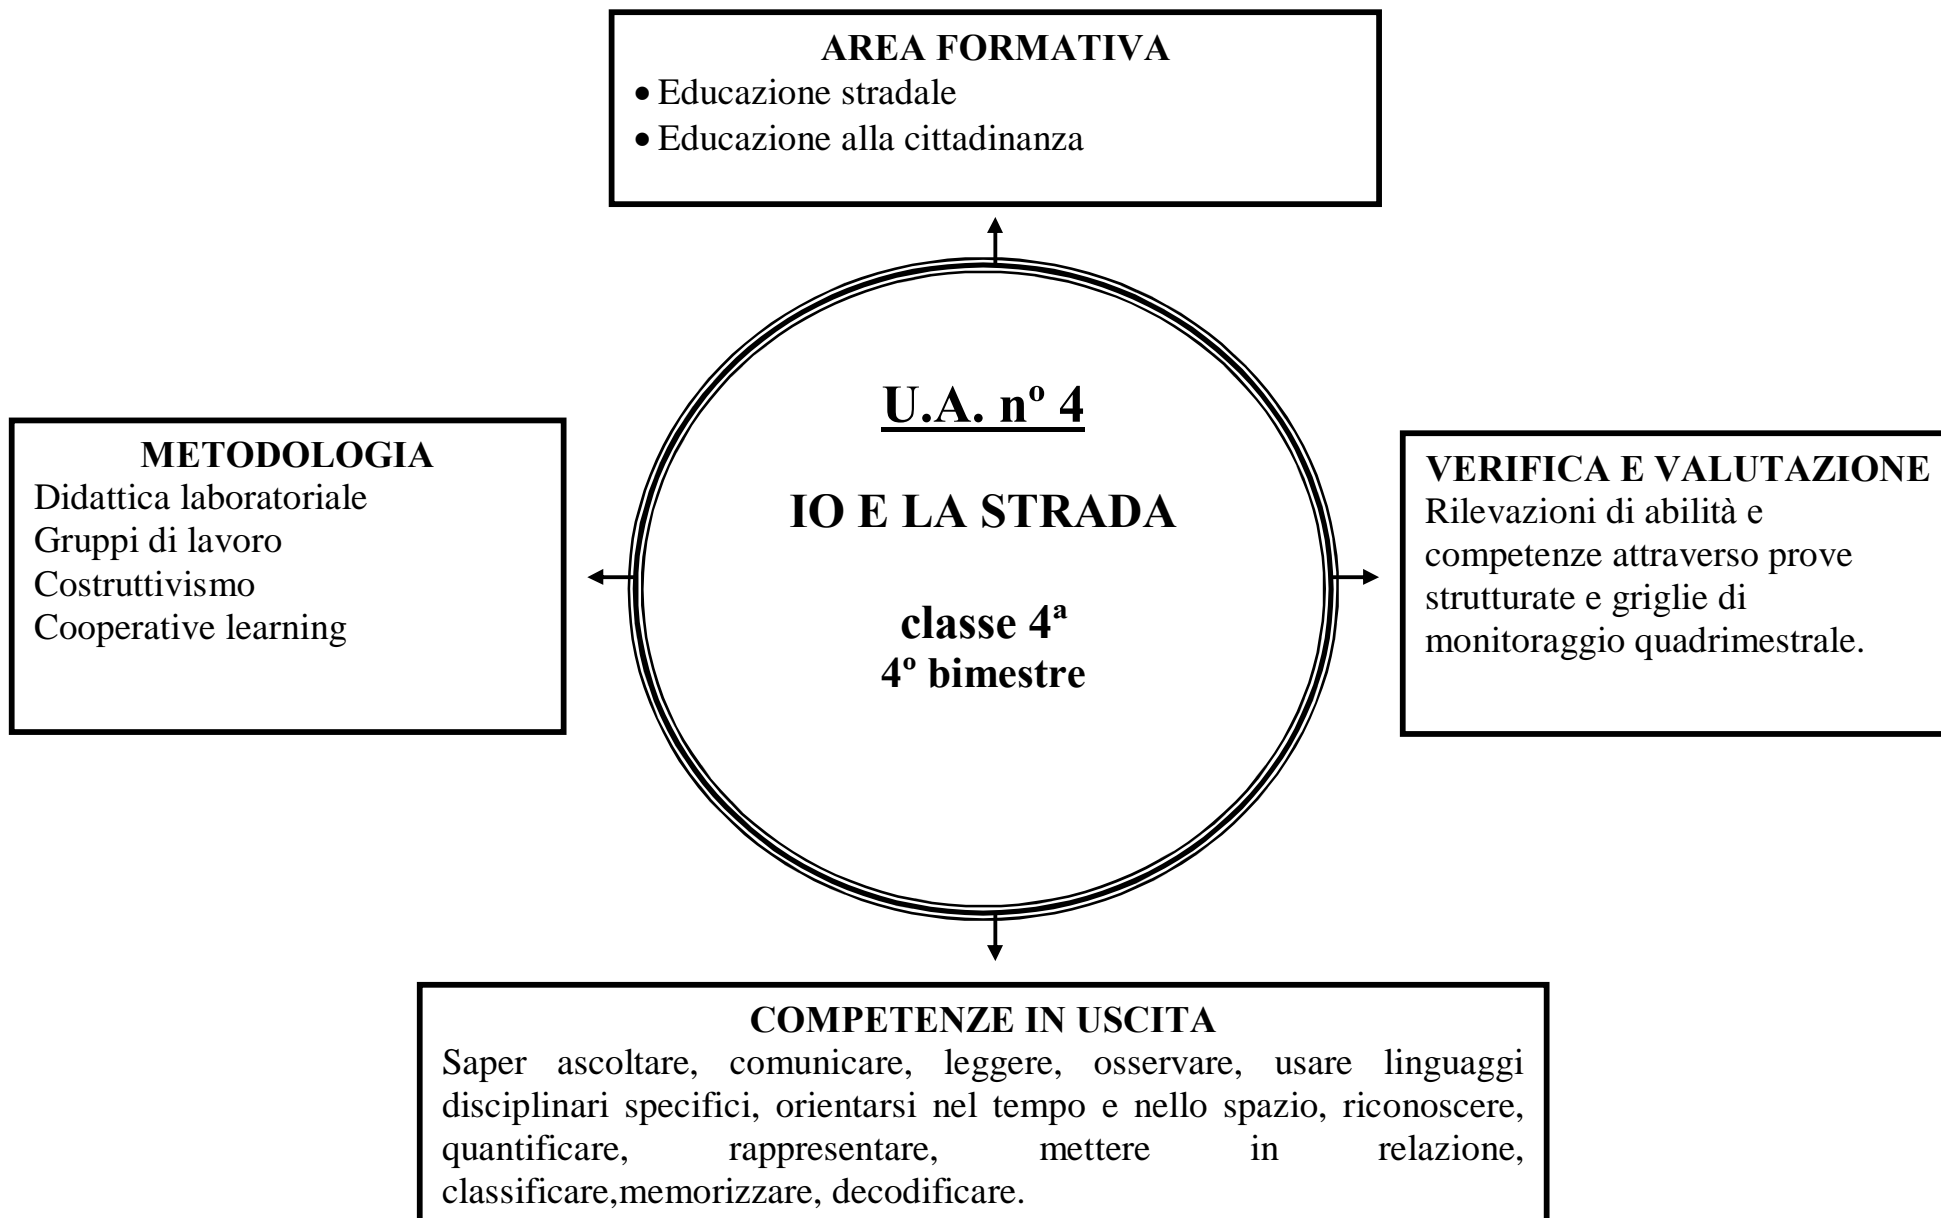 AREA FORMATIVA
• Educazione stradale
• Educazione alla cittadinanza
U.A. nº 4
IO E LA STRADA
classe 4ª
4º bimestre
METODOLOGIA
Didattica laboratoriale
Gruppi di lavoro
Costruttivismo
Cooperative learning
VERIFICA E VALUTAZIONE
Rilevazioni di abilità e
competenze attraverso prove
strutturate e griglie di
monitoraggio quadrimestrale.
COMPETENZE IN USCITA
Saper ascoltare, comunicare, leggere, osservare, usare linguaggi
disciplinari specifici, orientarsi nel tempo e nello spazio, riconoscere,
quantificare, rappresentare, mettere in relazione,
classificare,memorizzare, decodificare.